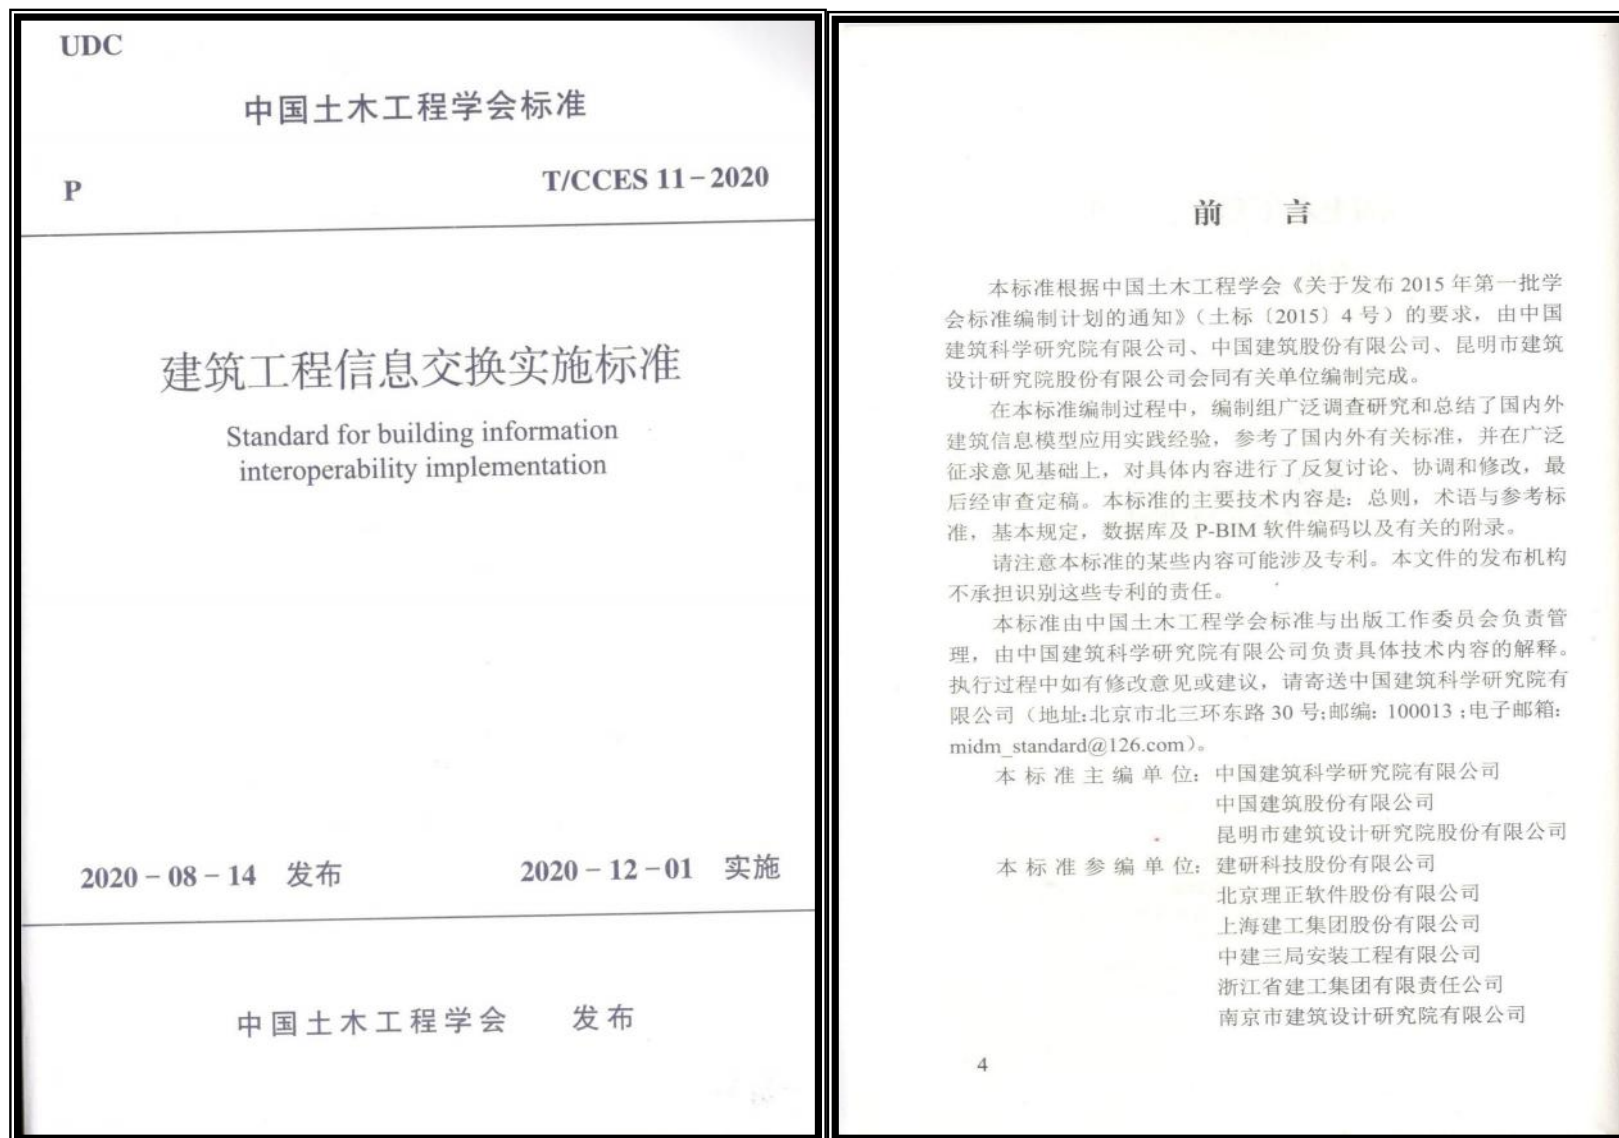 UDC
中国土木工程学会标准
P
T/CCES 11-2020
建筑工程信息交换实施标准
Standard for building information
interoperability implementation
2020-08-14 发布
2020-12-01 实施
中国土木工程学会 发布
前 言
本标准根据中国土木工程学会《关于发布 2015 年第一批学
会标准编制计划的通知》（土标〔2015〕4 号）的要求，由中国
建筑科学研究院有限公司、中国建筑股份有限公司、昆明市建筑
设计研究院股份有限公司会同有关单位编制完成。
在本标准编制过程中，编制组广泛调查研究和总结了国内外
建筑信息模型应用实践经验，参考了国内外有关标准，并在广泛
征求意见基础上，对具体内容进行了反复讨论、协调和修改，最
后经审查定稿。本标准的主要技术内容是：总则，术语与参考标
准，基本规定，数据库及 P-BIM 软件编码以及有关的附录。
请注意本标准的某些内容可能涉及专利。本文件的发布机构
不承担识别这些专利的责任。
本标准由中国土木工程学会标准与出版工作委员会负责管
理，由中国建筑科学研究院有限公司负责具体技术内容的解释。
执行过程中如有修改意见或建议，请寄送中国建筑科学研究院有
限公司（地址:北京市北三环东路 30 号;邮编: 100013 ;电子邮箱:
midm_standard@126.com）。
本标准主编单位：中国建筑科学研究院有限公司
中国建筑股份有限公司
昆明市建筑设计研究院股份有限公司
本标准参编单位：建研科技股份有限公司
北京理正软件股份有限公司
上海建工集团股份有限公司
中建三局安装工程有限公司
浙江省建工集团有限责任公司
南京市建筑设计研究院有限公司
4